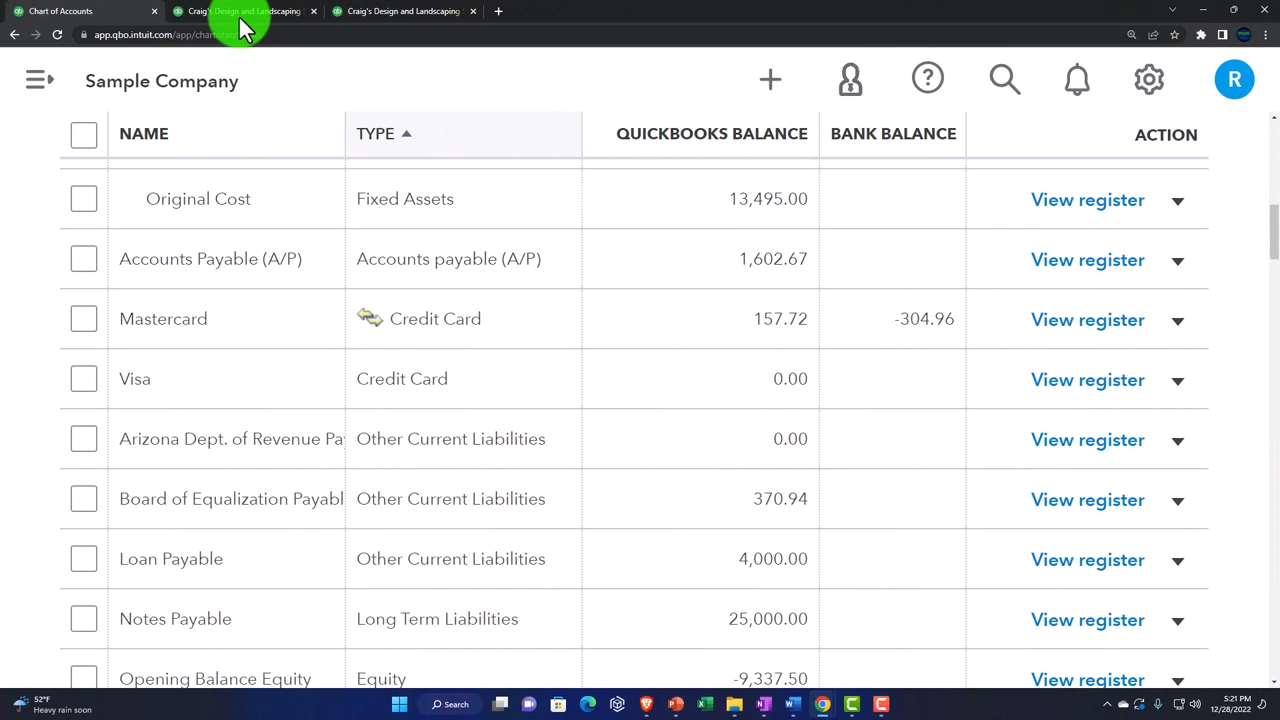 Chart of Accounts
Craig's Design and Landscaping
Craig's Design and Landscaping
app.qbo.intuit.com/app/
Sample Company
R
NAME TYPE QUICKBOOKS BALANCE BANK BALANCE ACTION
Original Cost Fixed Assets 13,495.00 View register
Accounts Payable (A/P) Accounts payable (A/P) 1,602.67 View register
Mastercard Credit Card 157.72 -304.96 View register
Visa Credit Card 0.00 View register
Arizona Dept. of Revenue Pa Other Current Liabilities 0.00 View register
Board of Equalization Payabl Other Current Liabilities 370.94 View register
Loan Payable Other Current Liabilities 4,000.00 View register
Notes Payable Long Term Liabilities 25,000.00 View register
Opening Balance Equity Equity -9,337.50 View register
52°F
Heavy rain soon
Search
5:21 PM
12/28/2022